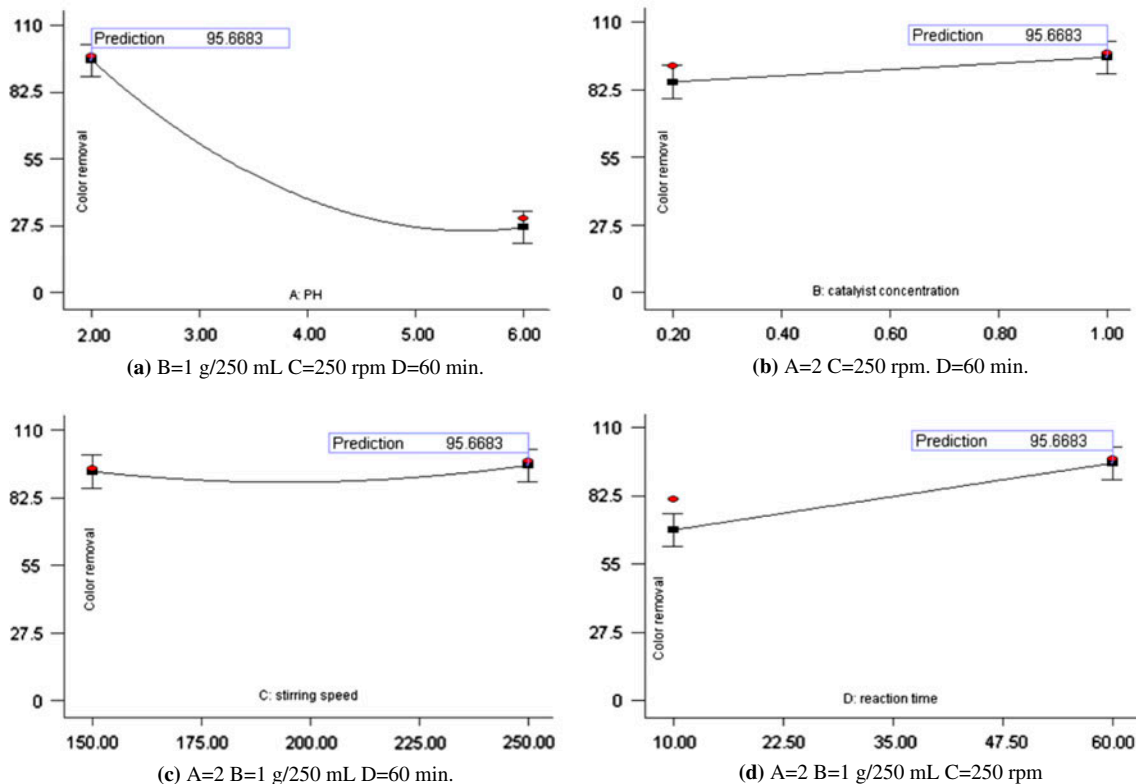 110
Prediction 95.6683
82.5
55
27.5
0
Color removal
A: PH
2.00 3.00 4.00 5.00 6.00
(a) B=1 g/250 mL C=250 rpm D=60 min.
110
Prediction 95.6683
82.5
55
27.5
0
Color removal
B: catalyist concentration
0.20 0.40 0.60 0.80 1.00
(b) A=2 C=250 rpm. D=60 min.
110
Prediction 95.6683
82.5
55
27.5
0
Color removal
C: stirring speed
150.00 175.00 200.00 225.00 250.00
(c) A=2 B=1 g/250 mL D=60 min.
110
Prediction 95.6683
82.5
55
27.5
0
Color removal
D: reaction time
10.00 22.50 35.00 47.50 60.00
(d) A=2 B=1 g/250 mL C=250 rpm